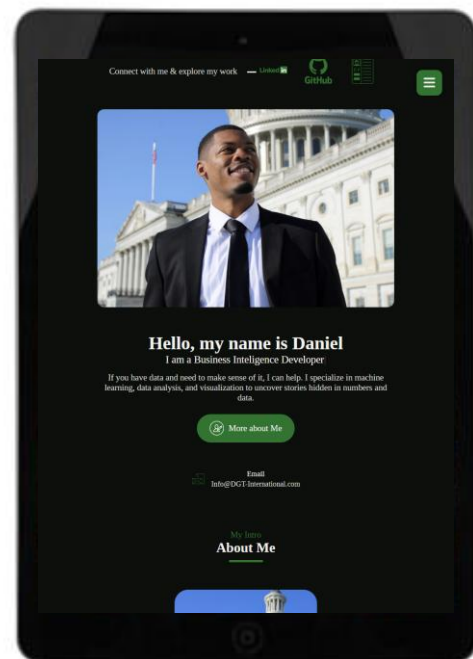 Connect with me & explore my work
Linked in
GitHub
Hello, my name is Daniel
I am a Business Inteligence Developer
If you have data and need to make sense of it, I can help. I specialize in machine
learning, data analysis, and visualization to uncover stories hidden in numbers and
data.
More about Me
Email
Info@DGT-International.com
My Intro
About Me